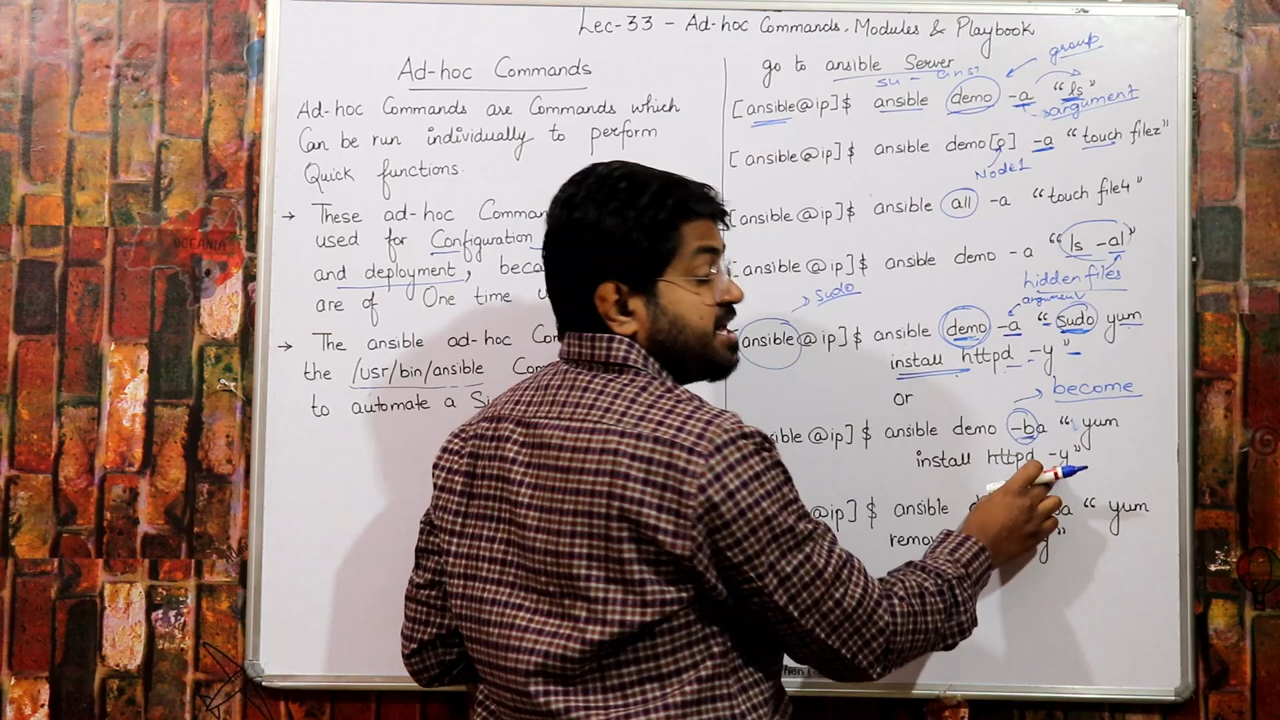 Lec-33 - Ad-hoc Commands, Modules & Playbook
Ad-hoc Commands
Ad-hoc Commands are Commands which
Can be run individually to perform
Quick functions.
→ These ad-hoc
used for Configuration
and deployment,
are of One time
→ The ansible ad-hoc
the /usr/bin/ansible
to automate a
go to ansible Server
su -
group
[ansible@ip]$ ansible demo -a "ls"
argument
[ansible@ip]$ ansible demo -a "touch filez"
Node1
[ansible@ip]$ ansible all -a "touch file4"
[ansible@ip]$ ansible demo -a "ls -al"
hidden files
sudo
argument
ansible@ip]$ ansible demo -a "sudo yum
install httpd -y"
or
become
@ip]$ ansible demo -ba "yum
install httpd -y"
@ip]$ ansible "yum